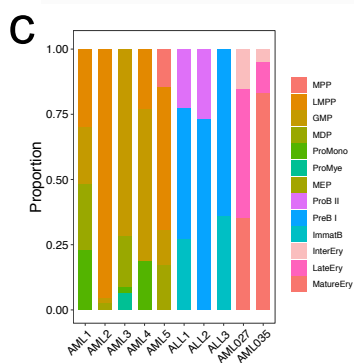 C
Proportion
1.00
0.75
0.50
0.25
0.00
AML1
AML2
AML3
AML4
AML5
ALL1
ALL2
ALL3
AML027
AML035
MPP
LMPP
GMP
MDP
ProMono
ProMye
MEP
ProB II
PreB I
ImmatB
InterEry
LateEry
MatureEry